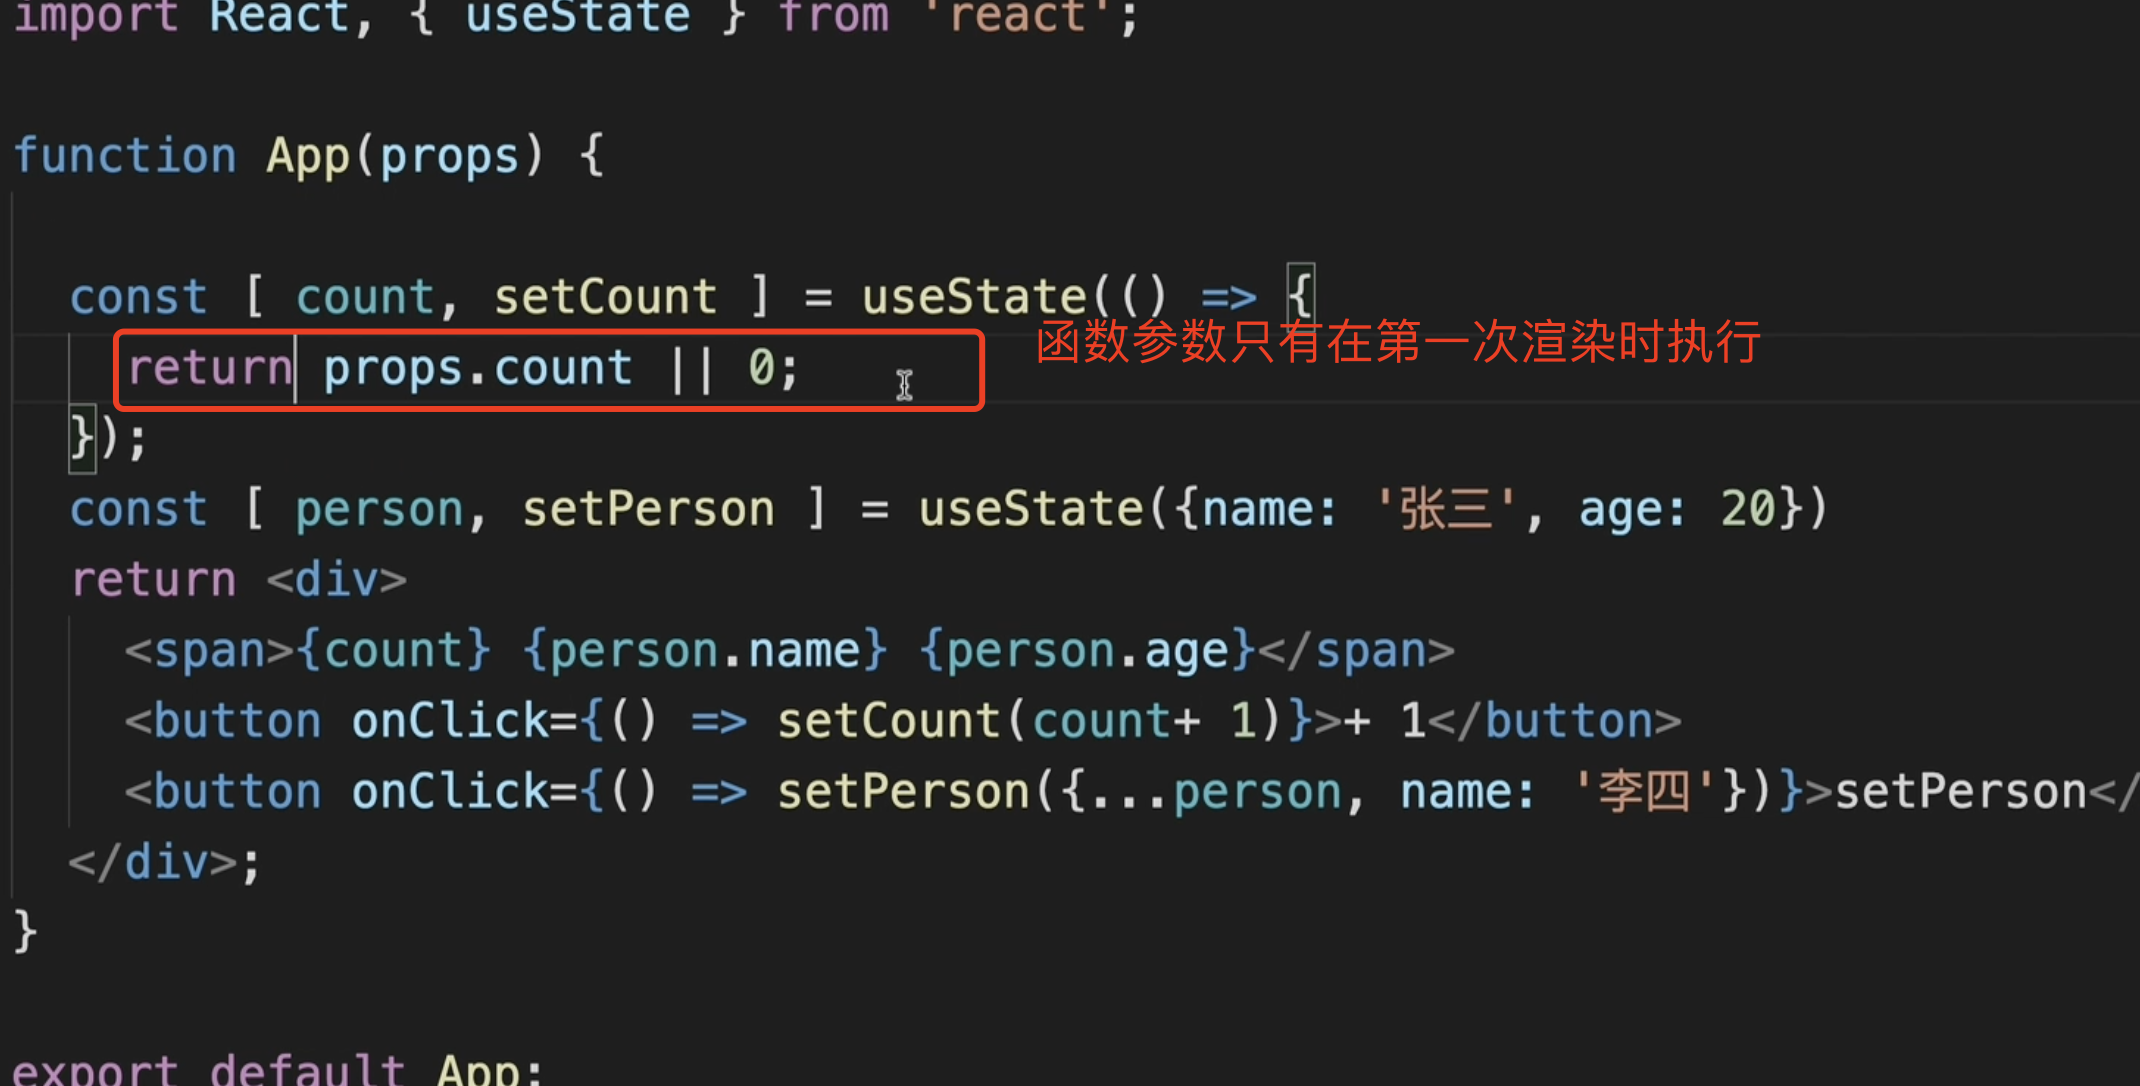 import React, { useState } from 'react';
function App(props) {
const [ count, setCount ] = useState(() => {
return props.count || 0;
函数参数只有在第一次渲染时执行
});
const [ person, setPerson ] = useState({name: '张三', age: 20})
return <div>
<span>{count} {person.name} {person.age}</span>
<button onClick={() => setCount(count+ 1)}>+ 1</button>
<button onClick={() => setPerson({...person, name: '李四'})}>setPerson</
</div>;
}
export default App;